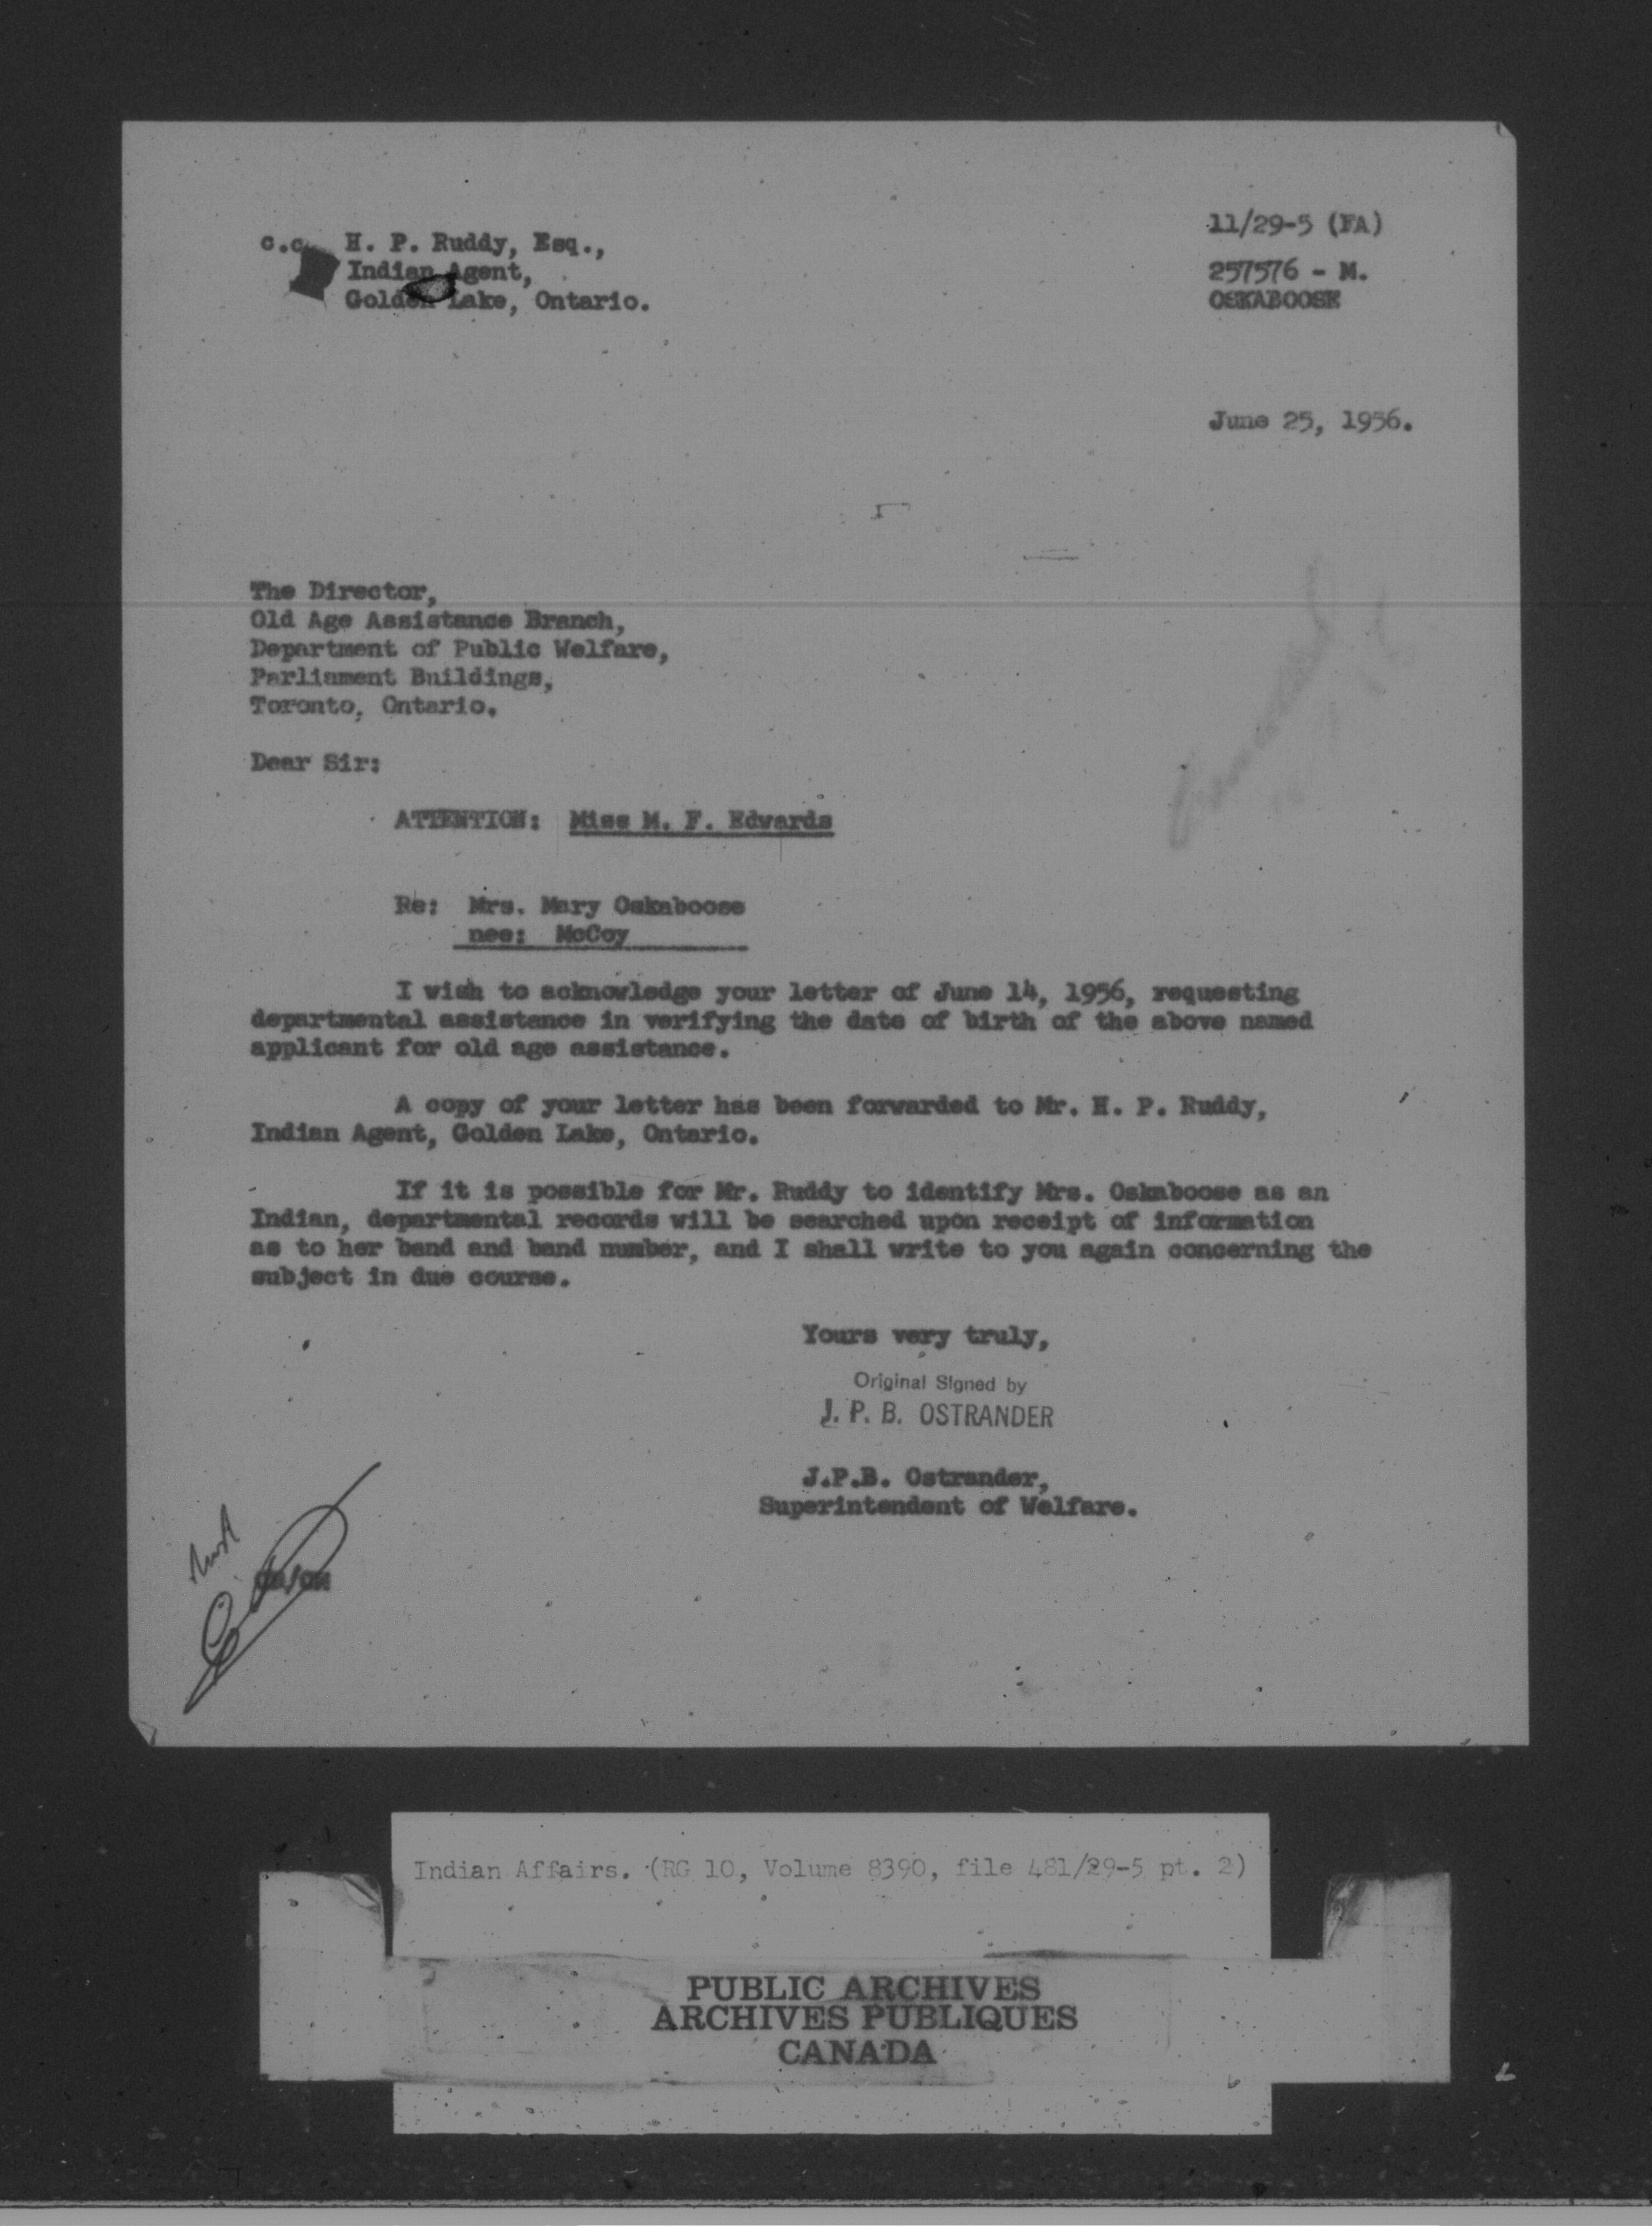 c.c. H. P. Ruddy, Esq.,
Indian Agent,
Golden Lake, Ontario.
11/29-5 (FA)
257576 - M.
OSKABOOSE
June 25, 1956.
The Director,
Old Age Assistance Branch,
Department of Public Welfare,
Parliament Buildings,
Toronto, Ontario.
Dear Sir:
ATTENTION: Miss M. F. Edwards
Re: Mrs. Mary Oskaboose
nee: McCoy
I wish to acknowledge your letter of June 14, 1956, requesting
departmental assistance in verifying the date of birth of the above named
applicant for old age assistance.
A copy of your letter has been forwarded to Mr. H. P. Ruddy,
Indian Agent, Golden Lake, Ontario.
If it is possible for Mr. Ruddy to identify Mrs. Oskaboose as an
Indian, departmental records will be searched upon receipt of information
as to her band and band number, and I shall write to you again concerning the
subject in due course.
Yours very truly,
Original Signed by
J. P. B. OSTRANDER
J.P.B. Ostrander,
Superintendent of Welfare.
Indian Affairs. (RG 10, Volume 8390, file 481/29-5 pt. 2)
PUBLIC ARCHIVES
ARCHIVES PUBLIQUES
CANADA